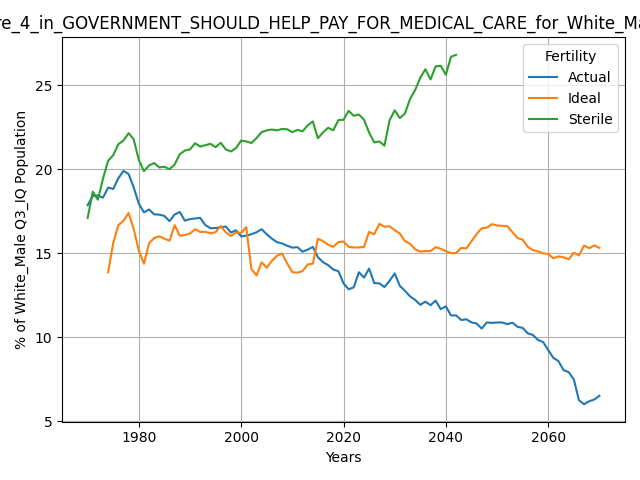 re_4_in_GOVERNMENT_SHOULD_HELP_PAY_FOR_MEDICAL_CARE_for_White_Ma
Fertility
Actual
Ideal
Sterile
% of White_Male Q3_IQ Population
25
20
15
10
5
1980 2000 2020 2040 2060
Years